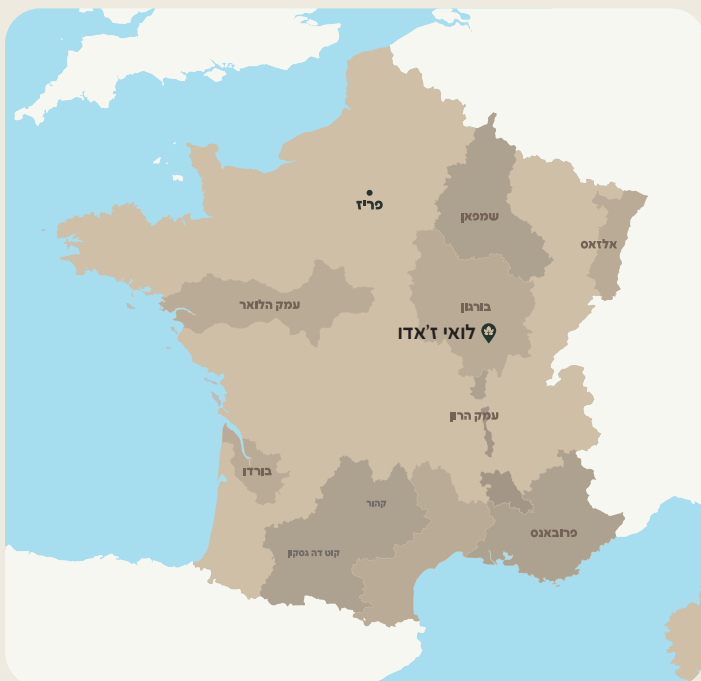 פריז
שמפאן
אלזאס
עמק הלואר
בורגון
לואי ז'אדו
עמק הרון
בורדו
קהור
פרובאנס
קוט דה גסקון